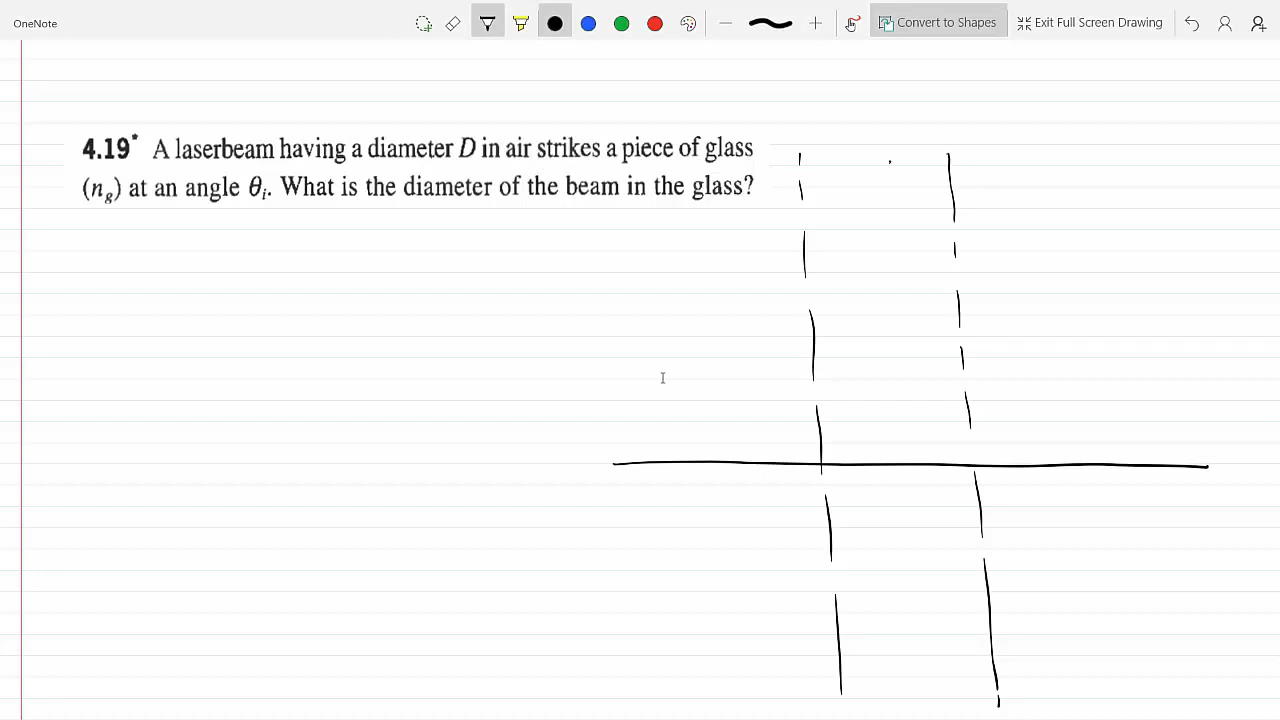 OneNote
Convert to Shapes
Exit Full Screen Drawing
4.19* A laserbeam having a diameter D in air strikes a piece of glass
(n_g) at an angle θ_i. What is the diameter of the beam in the glass?